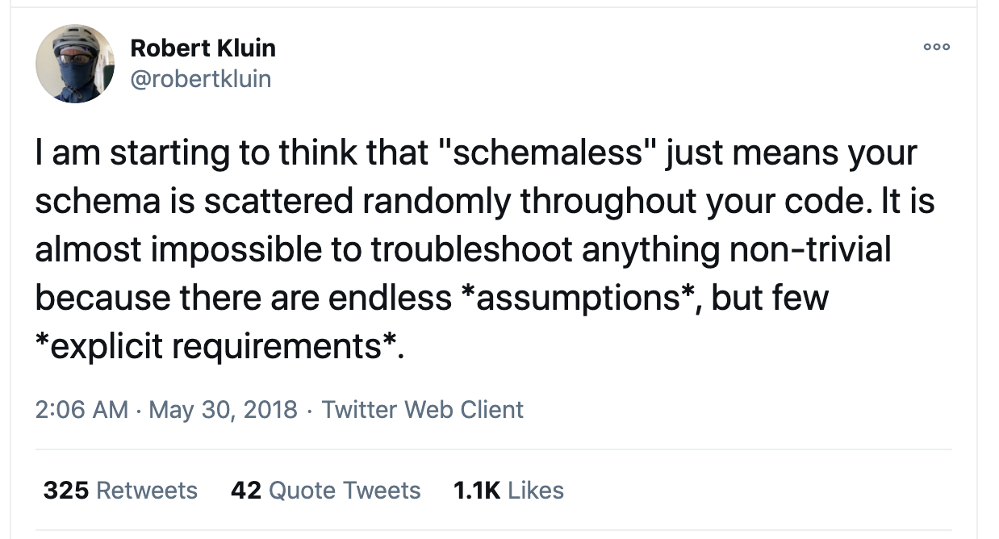 Robert Kluin
@robertkluin
I am starting to think that "schemaless" just means your
schema is scattered randomly throughout your code. It is
almost impossible to troubleshoot anything non-trivial
because there are endless *assumptions*, but few
*explicit requirements*.
2:06 AM · May 30, 2018 · Twitter Web Client
325 Retweets 42 Quote Tweets 1.1K Likes